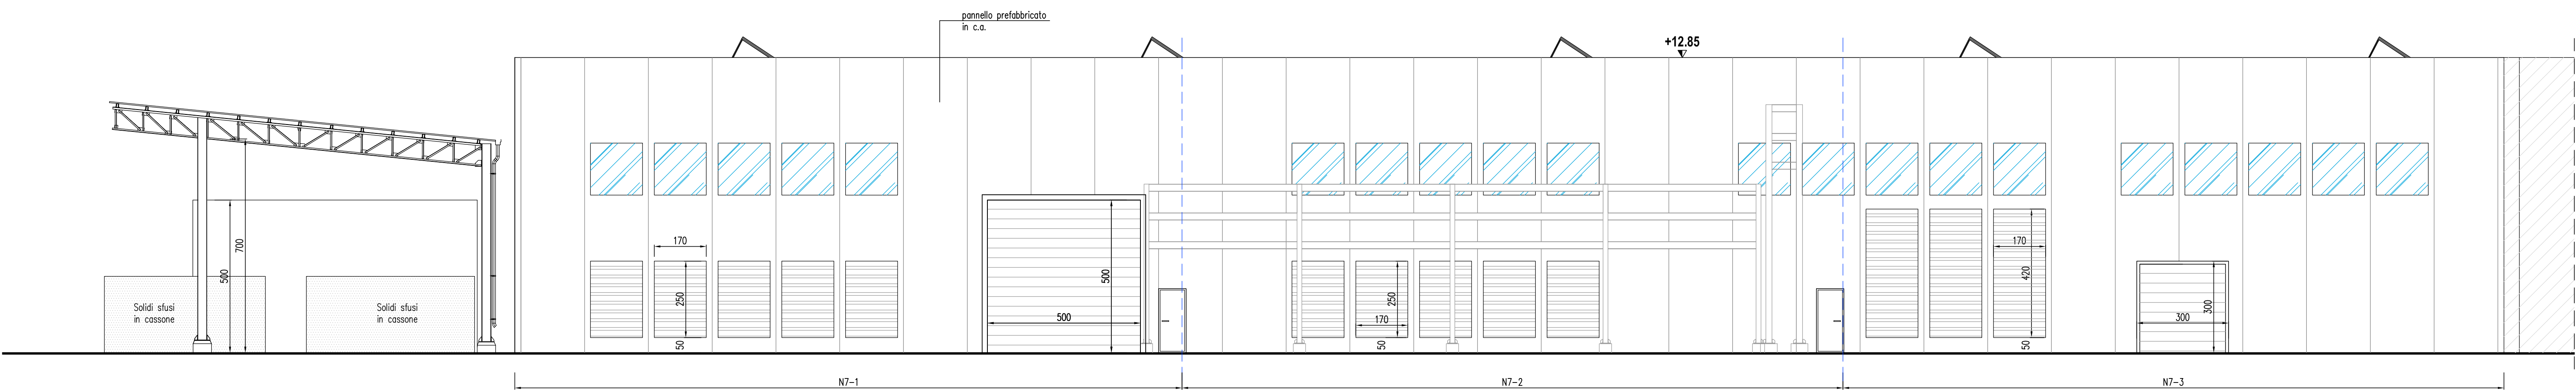 pannello prefabbricato
in c.a.
+12.85
700
500
Solidi sfusi
in cassone
Solidi sfusi
in cassone
170
250
50
500
500
250
170
50
170
420
50
300
300
N7-1
N7-2
N7-3